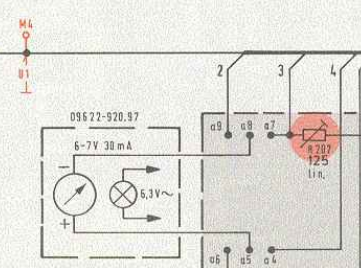 M4
U1
2
3
4
09622-920.97
a9
a8
a7
6-7V 30mA
R 202
125
lin.
6,3V~
−
+
a6
a5
a4